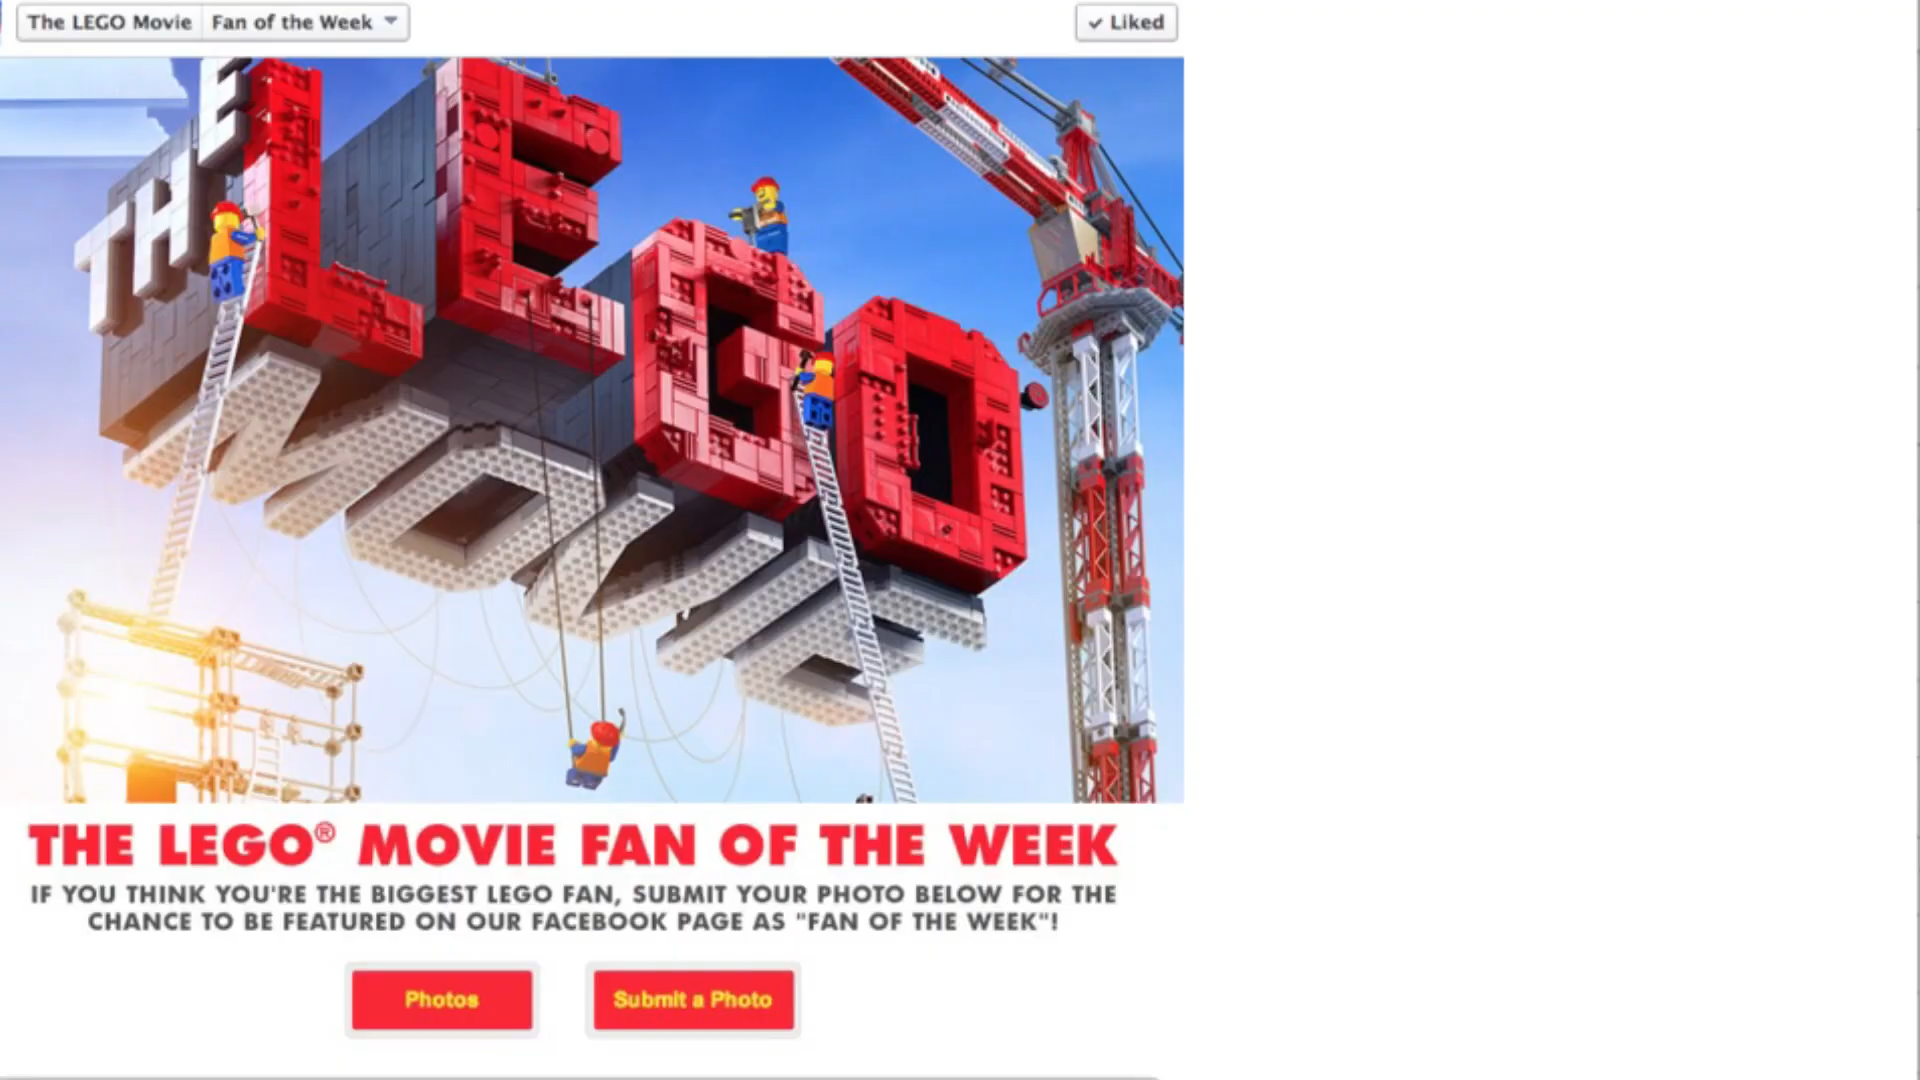 The LEGO Movie Fan of the Week
✓ Liked
THE
LEGO
MOVIE
THE LEGO® MOVIE FAN OF THE WEEK
IF YOU THINK YOU'RE THE BIGGEST LEGO FAN, SUBMIT YOUR PHOTO BELOW FOR THE
CHANCE TO BE FEATURED ON OUR FACEBOOK PAGE AS "FAN OF THE WEEK"!
Photos
Submit a Photo